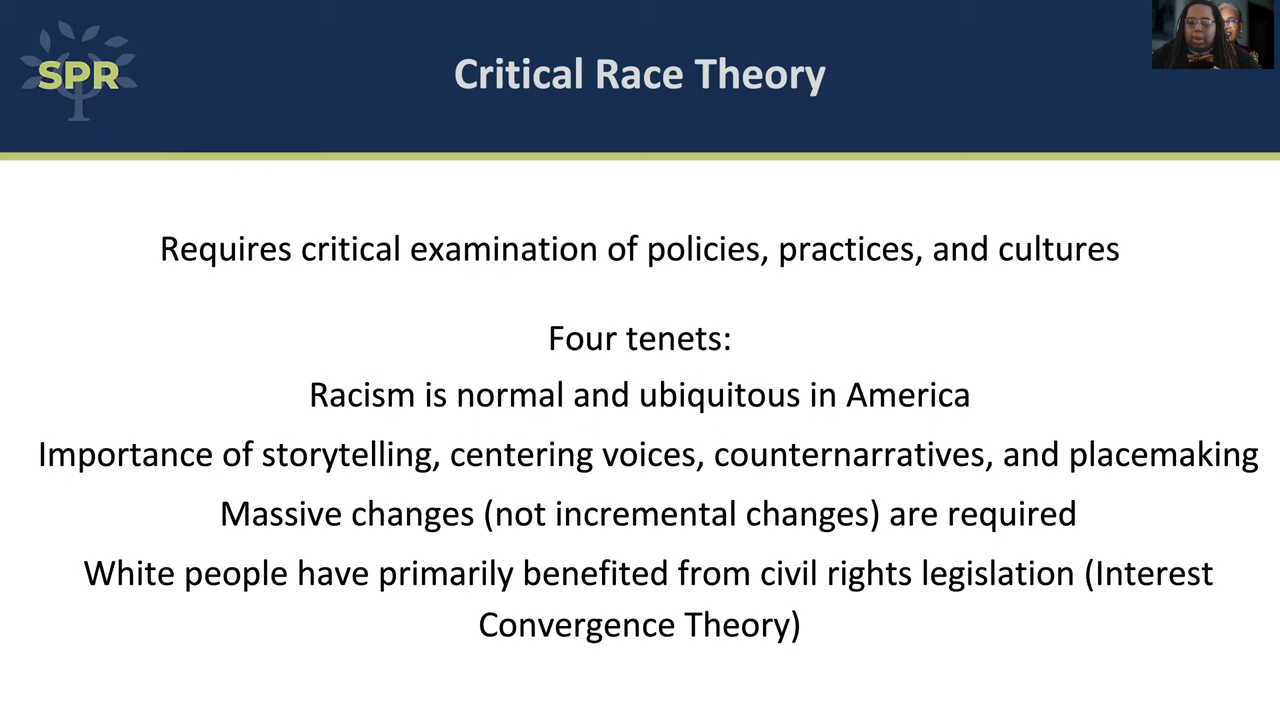 SPR
Critical Race Theory
Requires critical examination of policies, practices, and cultures
Four tenets:
Racism is normal and ubiquitous in America
Importance of storytelling, centering voices, counternarratives, and placemaking
Massive changes (not incremental changes) are required
White people have primarily benefited from civil rights legislation (Interest
Convergence Theory)